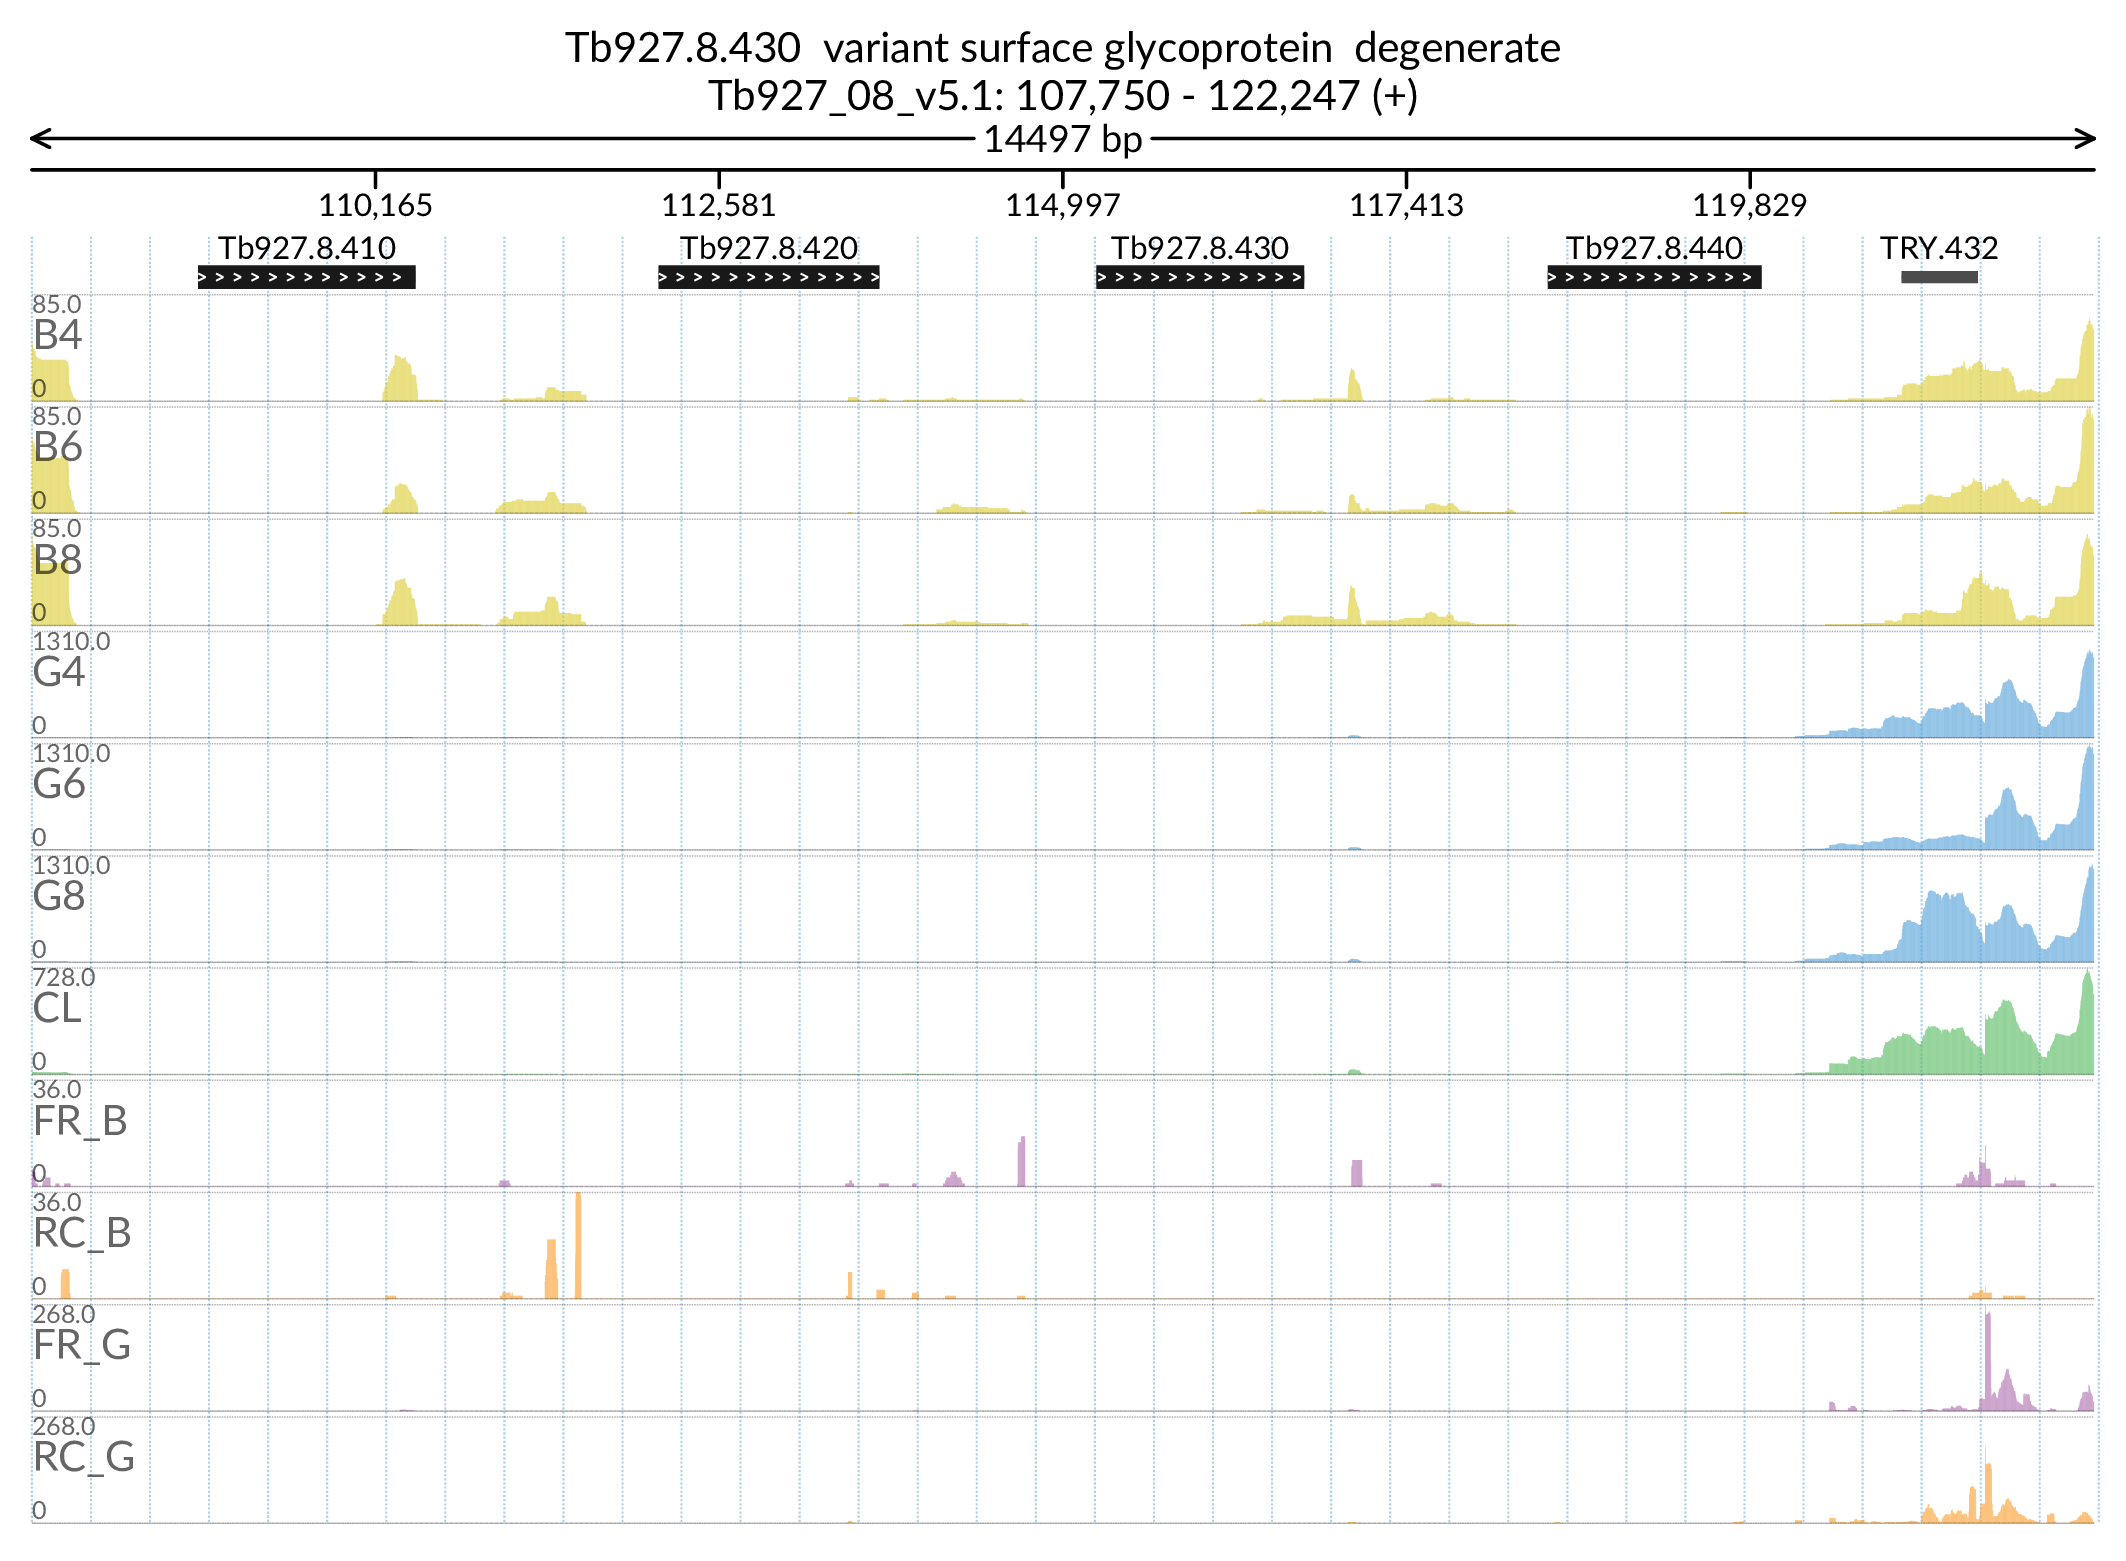 Tb927.8.430  variant surface glycoprotein  degenerate
Tb927_08_v5.1: 107,750 - 122,247 (+)
14497 bp
110,165 112,581 114,997 117,413 119,829
Tb927.8.410 Tb927.8.420 Tb927.8.430 Tb927.8.440 TRY.432
85.0
B4
0
85.0
B6
0
85.0
B8
0
1310.0
G4
0
1310.0
G6
0
1310.0
G8
0
728.0
CL
0
36.0
FR_B
0
36.0
RC_B
0
268.0
FR_G
0
268.0
RC_G
0